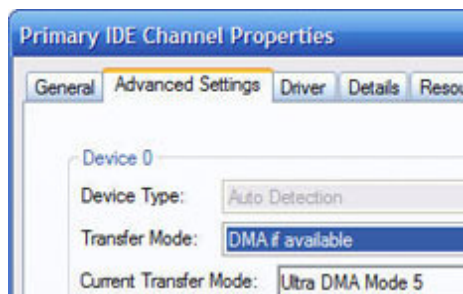 Primary IDE Channel Properties
General Advanced Settings Driver Details
Device 0
Device Type: Auto Detection
Transfer Mode: DMA if available
Current Transfer Mode: Ultra DMA Mode 5